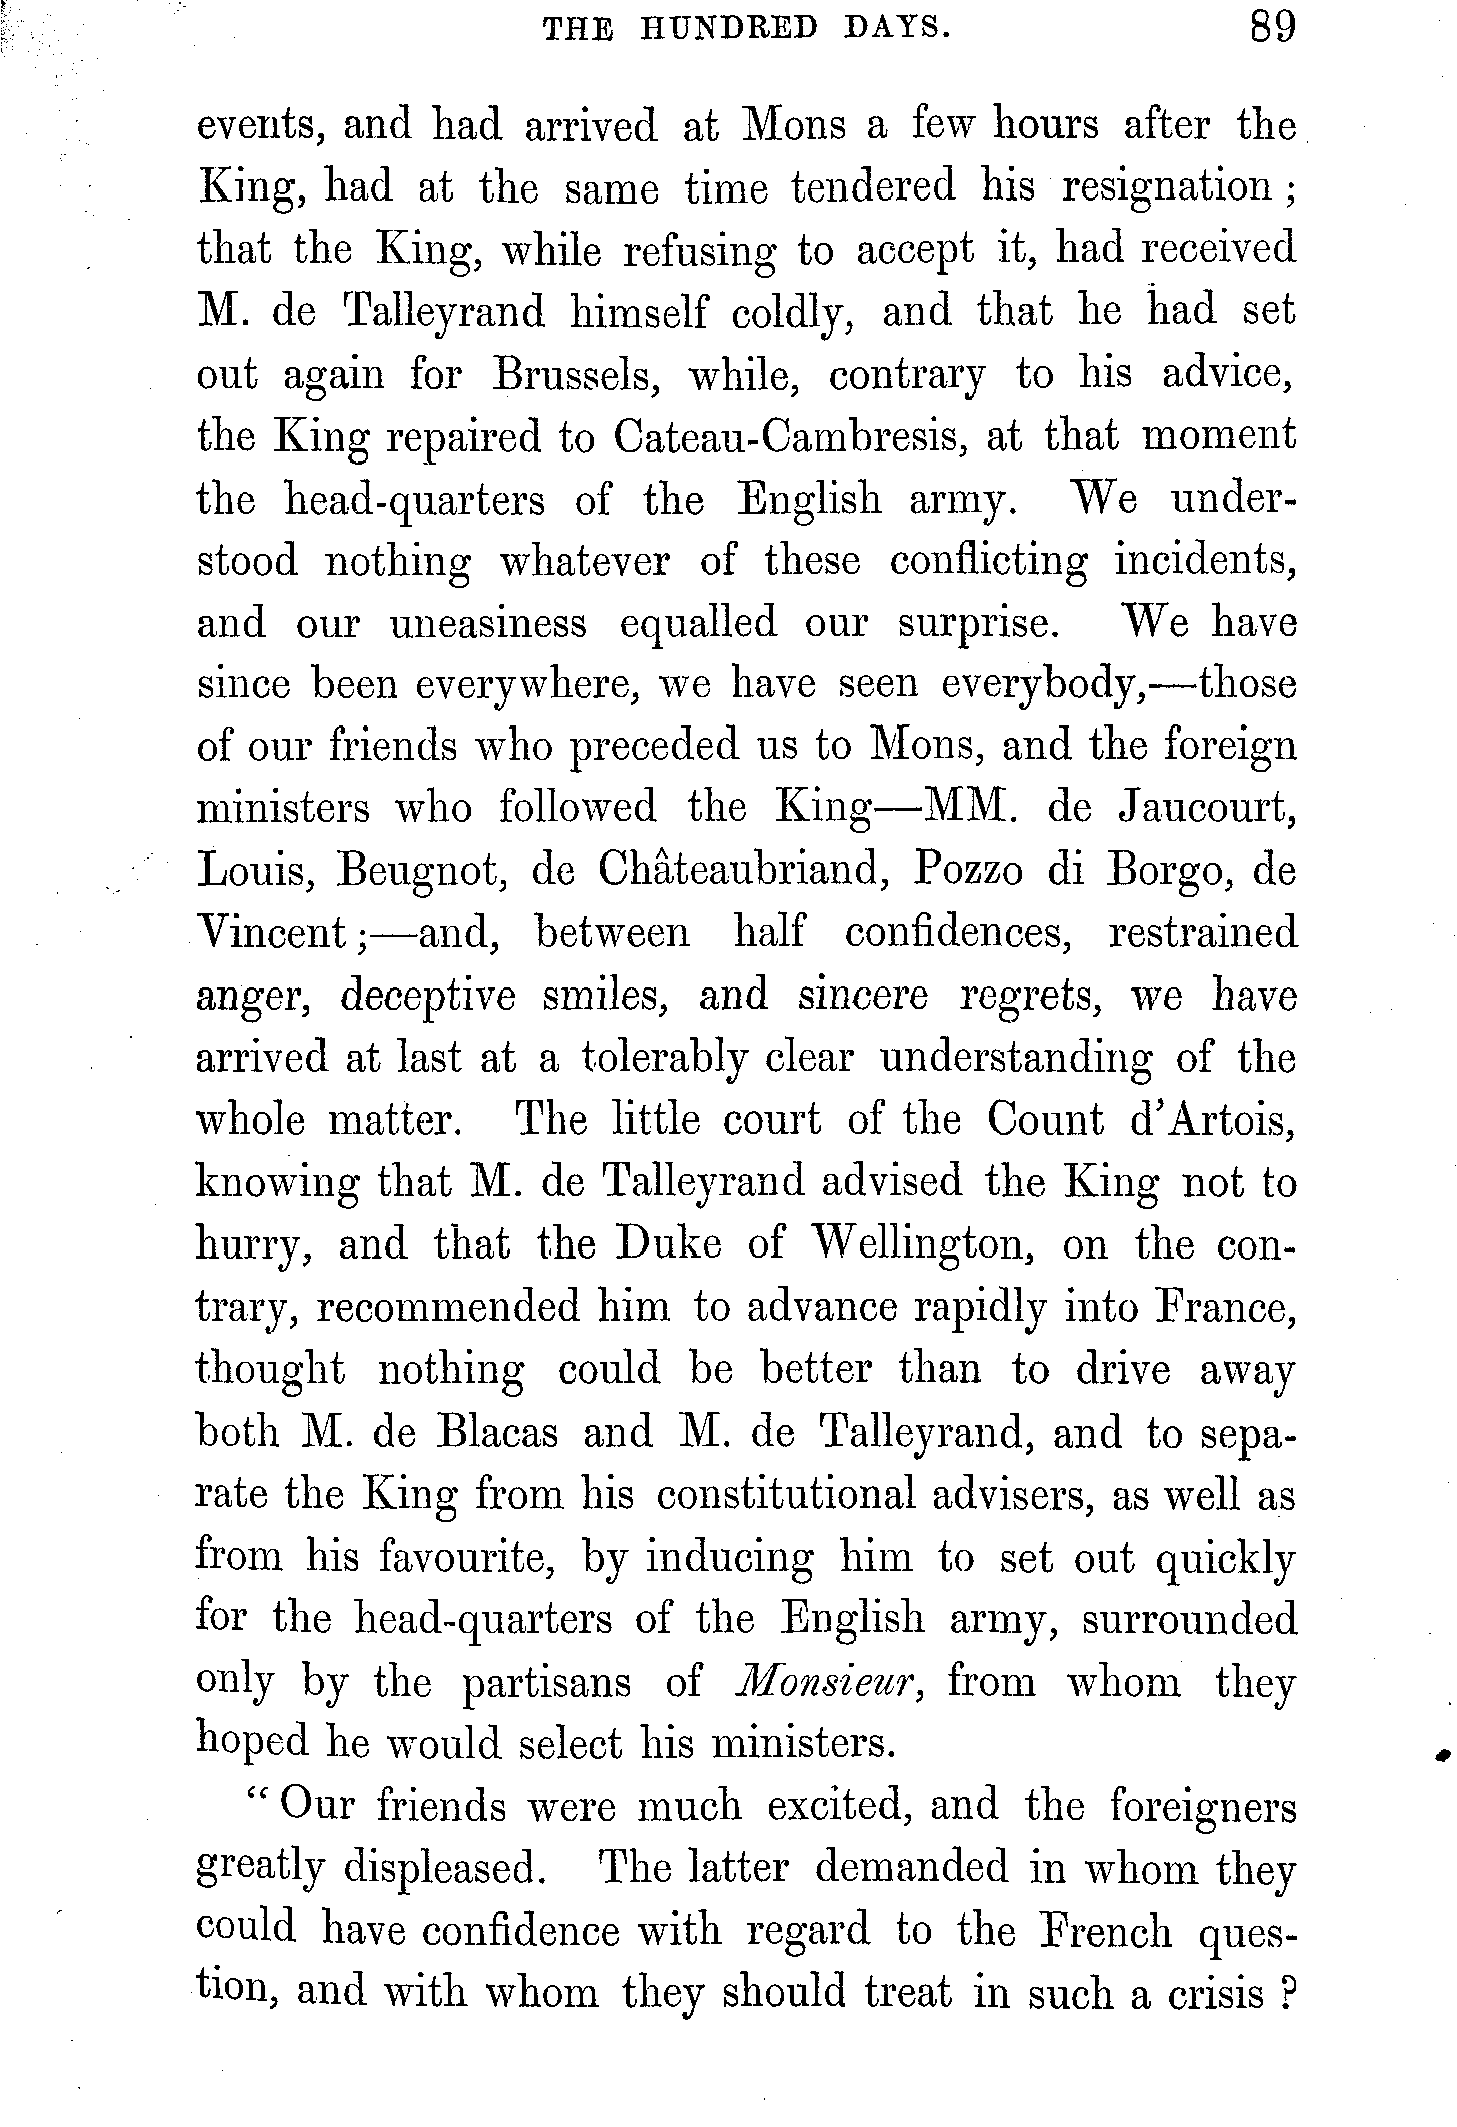 THE HUNDRED DAYS. 89
events, and had arrived at Mons a few hours after the
King, had at the same time tendered his resignation ;
that the King, while refusing to accept it, had received
M. de Talleyrand himself coldly, and that he had set
out again for Brussels, while, contrary to his advice,
the King repaired to Cateau-Cambresis, at that moment
the head-quarters of the English army. We under-
stood nothing whatever of these conflicting incidents,
and our uneasiness equalled our surprise. We have
since been everywhere, we have seen everybody,—those
of our friends who preceded us to Mons, and the foreign
ministers who followed the King—MM. de Jaucourt,
Louis, Beugnot, de Châteaubriand, Pozzo di Borgo, de
Vincent ;—and, between half confidences, restrained
anger, deceptive smiles, and sincere regrets, we have
arrived at last at a tolerably clear understanding of the
whole matter. The little court of the Count d'Artois,
knowing that M. de Talleyrand advised the King not to
hurry, and that the Duke of Wellington, on the con-
trary, recommended him to advance rapidly into France,
thought nothing could be better than to drive away
both M. de Blacas and M. de Talleyrand, and to sepa-
rate the King from his constitutional advisers, as well as
from his favourite, by inducing him to set out quickly
for the head-quarters of the English army, surrounded
only by the partisans of Monsieur, from whom they
hoped he would select his ministers.
“ Our friends were much excited, and the foreigners
greatly displeased. The latter demanded in whom they
could have confidence with regard to the French ques-
tion, and with whom they should treat in such a crisis ?